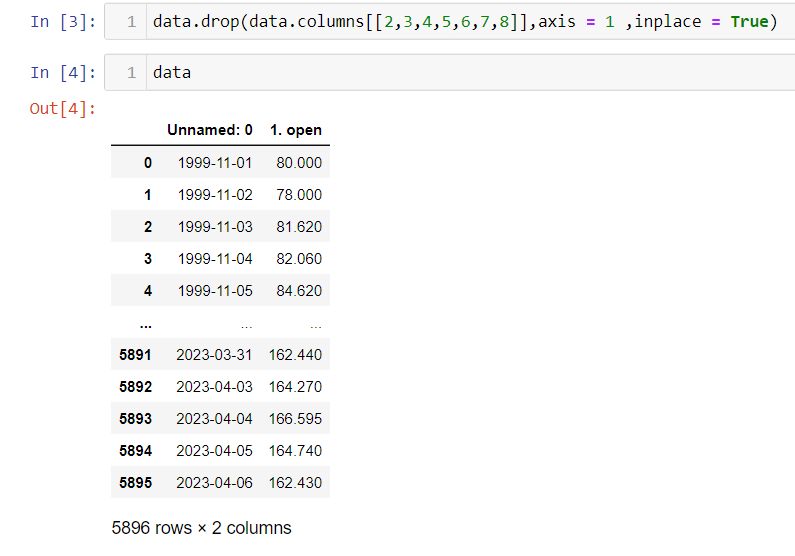 In [3]: 1 data.drop(data.columns[[2,3,4,5,6,7,8]],axis = 1 ,inplace = True)
In [4]: 1 data
Out[4]:
Unnamed: 0 1. open
0 1999-11-01 80.000
1 1999-11-02 78.000
2 1999-11-03 81.620
3 1999-11-04 82.060
4 1999-11-05 84.620
... ... ...
5891 2023-03-31 162.440
5892 2023-04-03 164.270
5893 2023-04-04 166.595
5894 2023-04-05 164.740
5895 2023-04-06 162.430
5896 rows × 2 columns